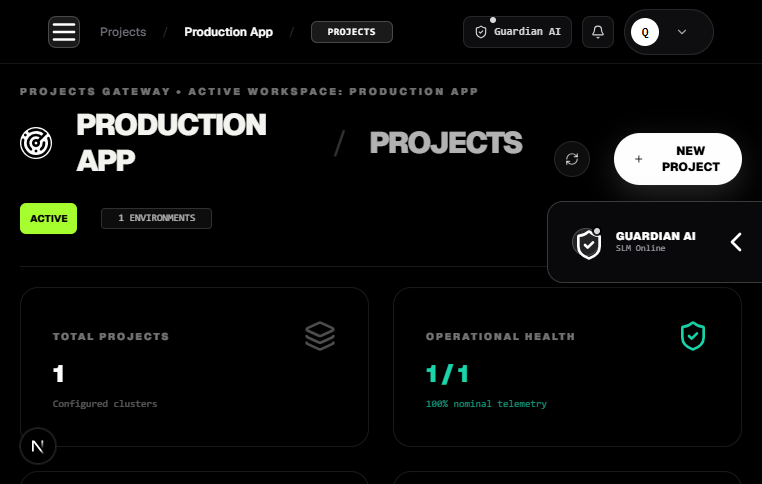 Projects / Production App / PROJECTS
Guardian AI
Q
PROJECTS GATEWAY • ACTIVE WORKSPACE: PRODUCTION APP
PRODUCTION
APP
/ PROJECTS
+ NEW
PROJECT
ACTIVE
1 ENVIRONMENTS
GUARDIAN AI
SLM Online
TOTAL PROJECTS
1
Configured clusters
OPERATIONAL HEALTH
1/1
100% nominal telemetry
N